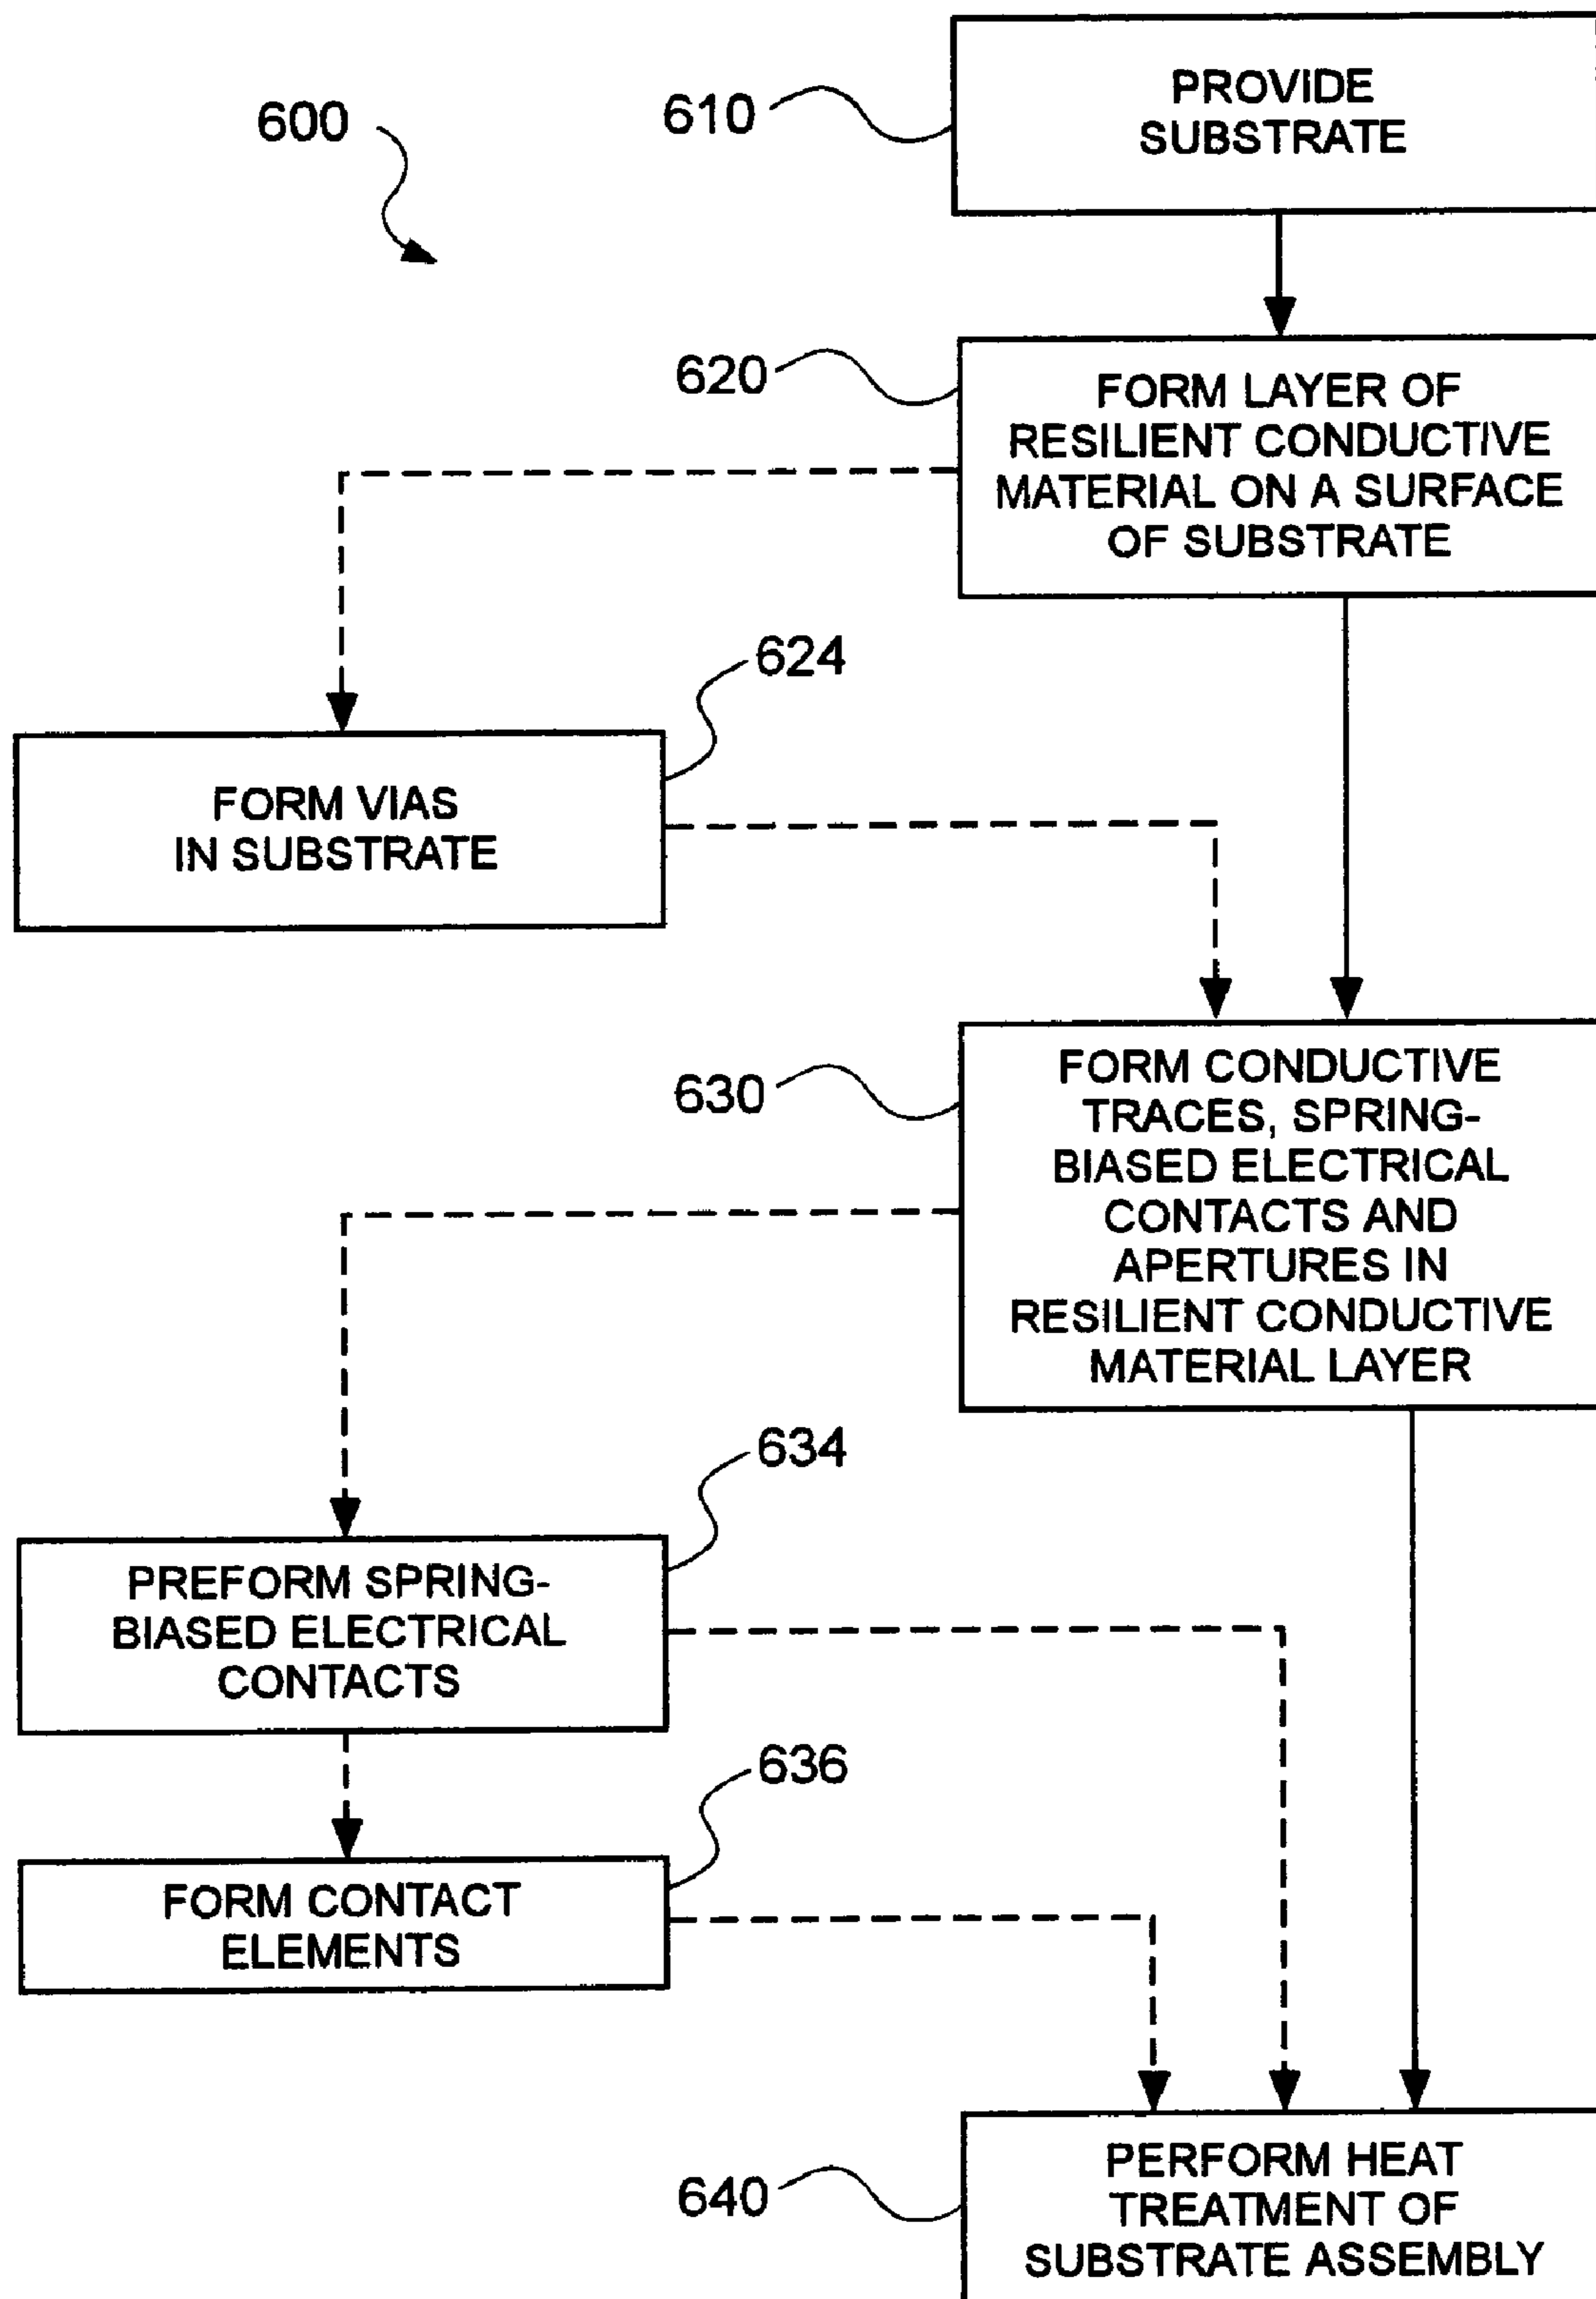 600
610
PROVIDE
SUBSTRATE
620
FORM LAYER OF
RESILIENT CONDUCTIVE
MATERIAL ON A SURFACE
OF SUBSTRATE
624
FORM VIAS
IN SUBSTRATE
630
FORM CONDUCTIVE
TRACES, SPRING-
BIASED ELECTRICAL
CONTACTS AND
APERTURES IN
RESILIENT CONDUCTIVE
MATERIAL LAYER
634
PREFORM SPRING-
BIASED ELECTRICAL
CONTACTS
636
FORM CONTACT
ELEMENTS
640
PERFORM HEAT
TREATMENT OF
SUBSTRATE ASSEMBLY